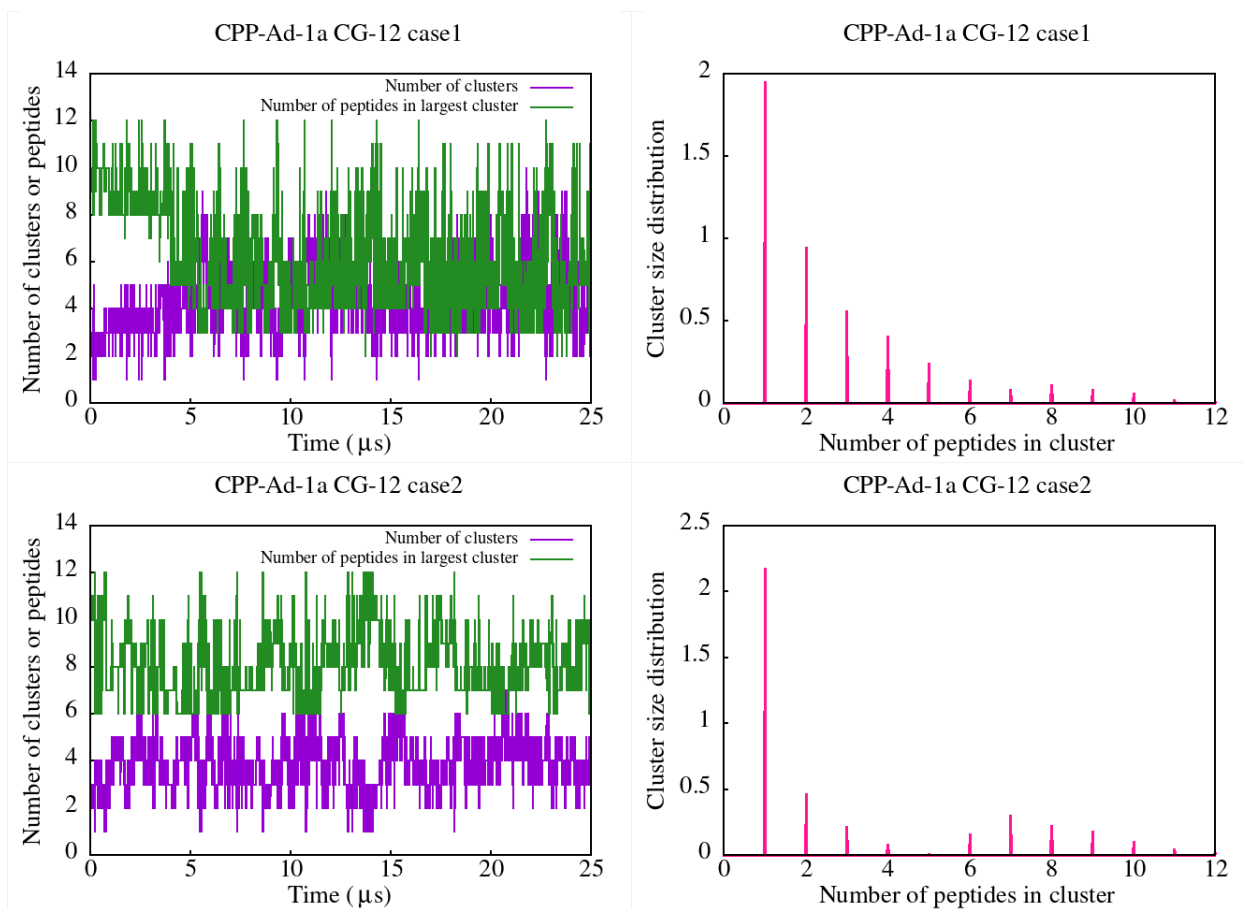 CPP-Ad-1a CG-12 case1
Number of clusters or peptides
14
12
10
8
6
4
2
0
Number of clusters
Number of peptides in largest cluster
0 5 10 15 20 25
Time (μs)
CPP-Ad-1a CG-12 case1
Cluster size distribution
2
1.5
1
0.5
0
0 2 4 6 8 10 12
Number of peptides in cluster
CPP-Ad-1a CG-12 case2
Number of clusters or peptides
14
12
10
8
6
4
2
0
Number of clusters
Number of peptides in largest cluster
0 5 10 15 20 25
Time (μs)
CPP-Ad-1a CG-12 case2
Cluster size distribution
2.5
2
1.5
1
0.5
0
0 2 4 6 8 10 12
Number of peptides in cluster